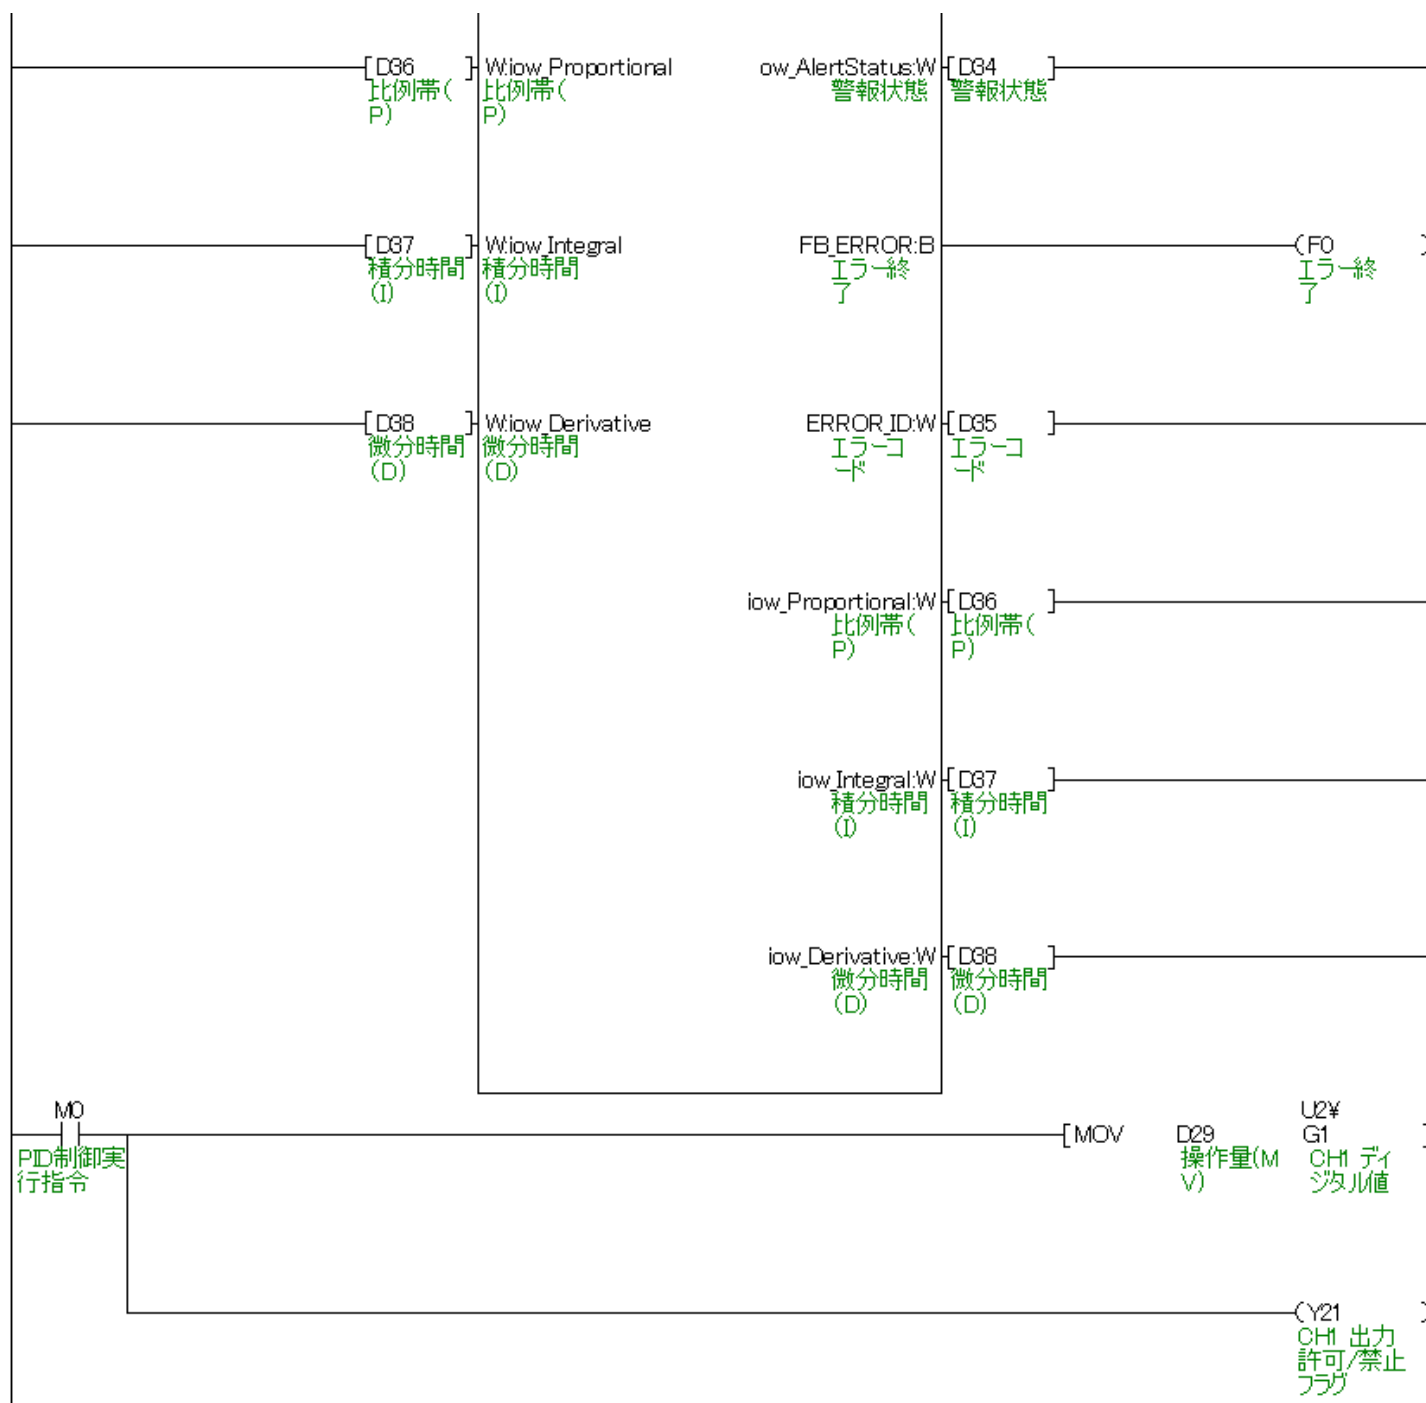 [D36 ] W:iow_Proportional ow_AlertStatus:W [D34 ]
比例帯( 比例帯( 警報状態 警報状態
P) P)
[D37 ] W:iow_Integral FB_ERROR:B (F0 )
積分時間 積分時間 エラー終 エラー終
(I) (I) 了 了
[D38 ] W:iow_Derivative ERROR_ID:W [D35 ]
微分時間 微分時間 エラーコ エラーコ
(D) (D) ード ード
iow_Proportional:W [D36 ]
比例帯( 比例帯(
P) P)
iow_Integral:W [D37 ]
積分時間 積分時間
(I) (I)
iow_Derivative:W [D38 ]
微分時間 微分時間
(D) (D)
M0 U2¥
[MOV D29 G1 ]
PID制御実 操作量(M CH1 ディ
行指令 V) ジタル値
(Y21 )
CH1 出力
許可/禁止
フラグ